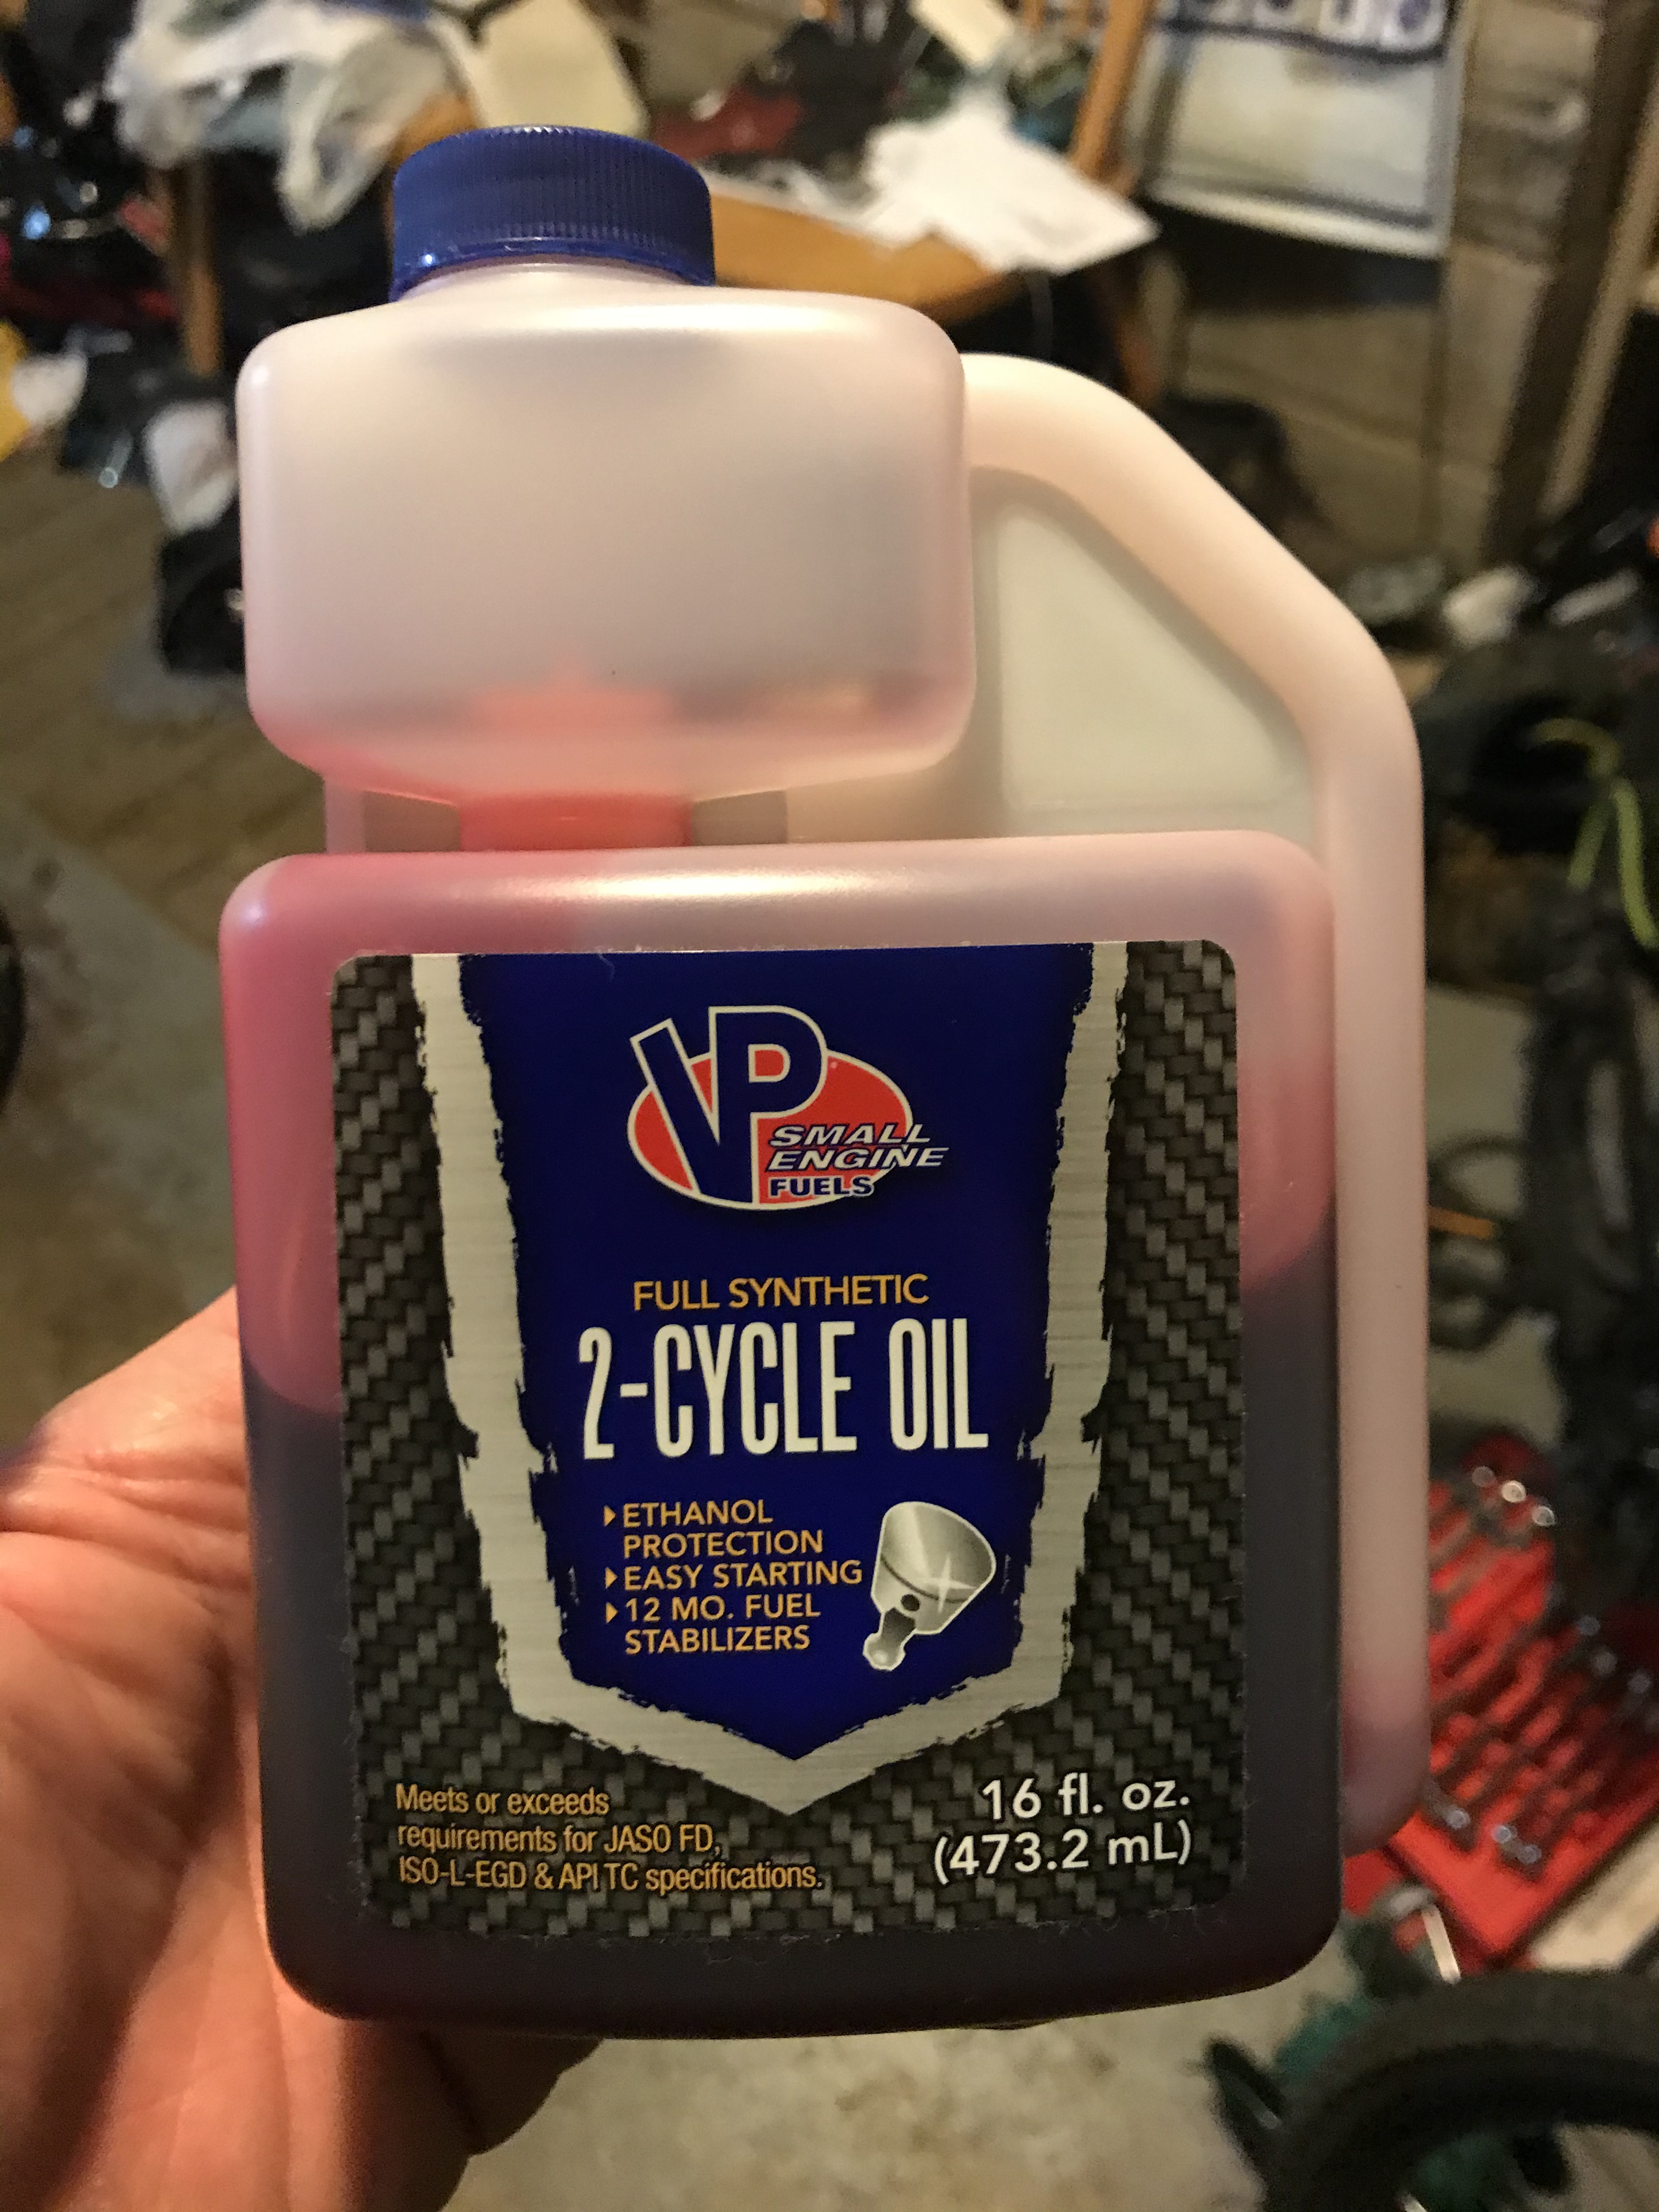 VP
SMALL
ENGINE
FUELS
FULL SYNTHETIC
2-CYCLE OIL
ETHANOL
PROTECTION
EASY STARTING
12 MO. FUEL
STABILIZERS
Meets or exceeds
requirements for JASO FD,
ISO-L-EGD & API TC specifications.
16 fl. oz.
(473.2 mL)